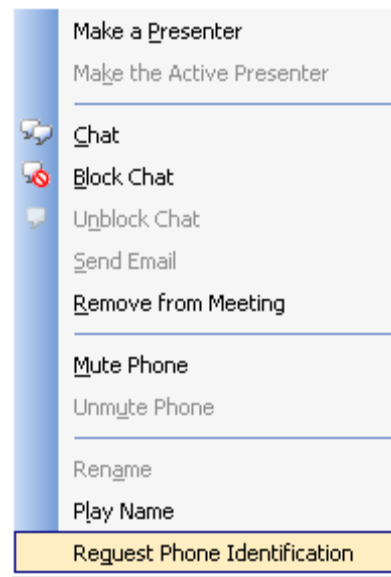 Make a Presenter
Make the Active Presenter
Chat
Block Chat
Unblock Chat
Send Email
Remove from Meeting
Mute Phone
Unmute Phone
Rename
Play Name
Request Phone Identification